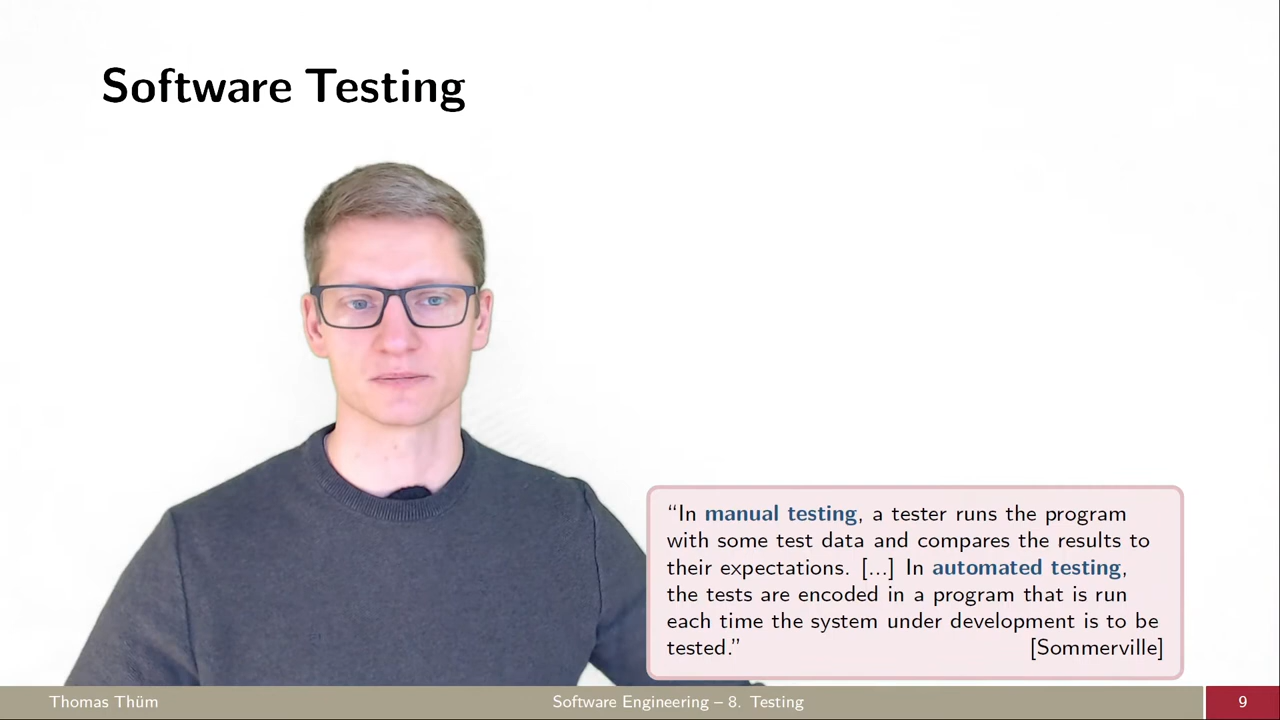 Software Testing
“In manual testing, a tester runs the program
with some test data and compares the results to
their expectations. [...] In automated testing,
the tests are encoded in a program that is run
each time the system under development is to be
tested.” [Sommerville]
Thomas Thüm Software Engineering – 8. Testing 9